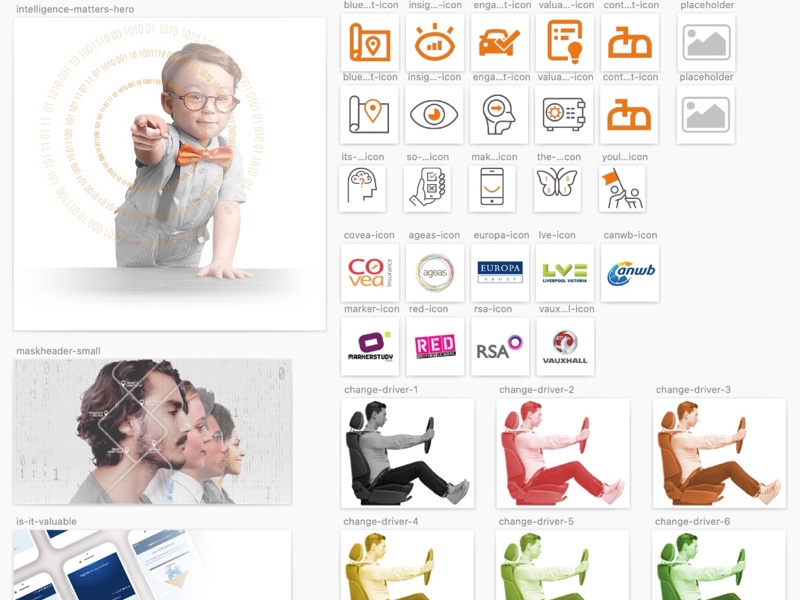 intelligence-matters-hero
blue...t-icon
insig...-icon
enga...t-icon
valua...-icon
cont...t-icon
placeholder
blue...t-icon
insig...-icon
enga...t-icon
valua...-icon
cont...t-icon
placeholder
its-...icon
so-...icon
mak...icon
the-...con
youl...icon
covea-icon
ageas-icon
europa-icon
lve-icon
canwb-icon
COvea insurance
ageas
EUROPA
GROUP
LVE
LIVERPOOL VICTORIA
anwb
marker-icon
red-icon
rsa-icon
vaux...l-icon
MARKERSTUDY
RED
DRIVING SCHOOL
RSA
VAUXHALL
maskheader-small
change-driver-1
change-driver-2
change-driver-3
is-it-valuable
change-driver-4
change-driver-5
change-driver-6